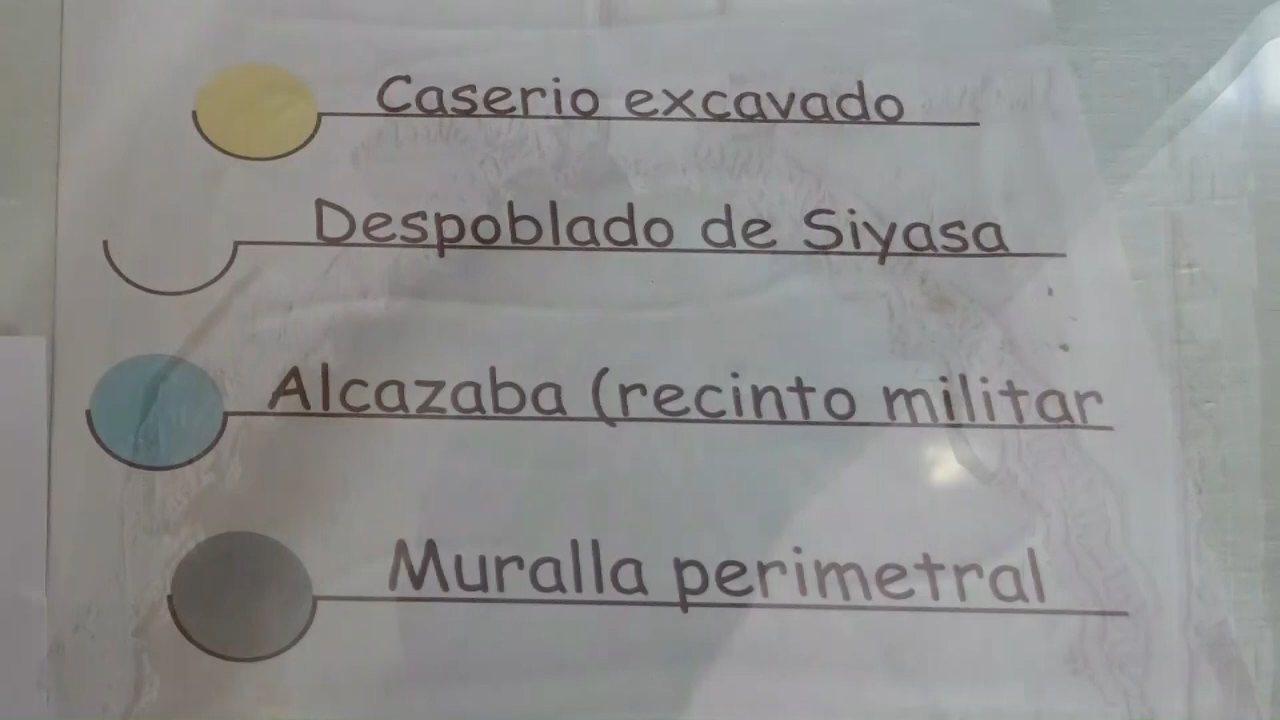 Caserio excavado
Despoblado de Siyasa
Alcazaba (recinto militar
Muralla perimetral